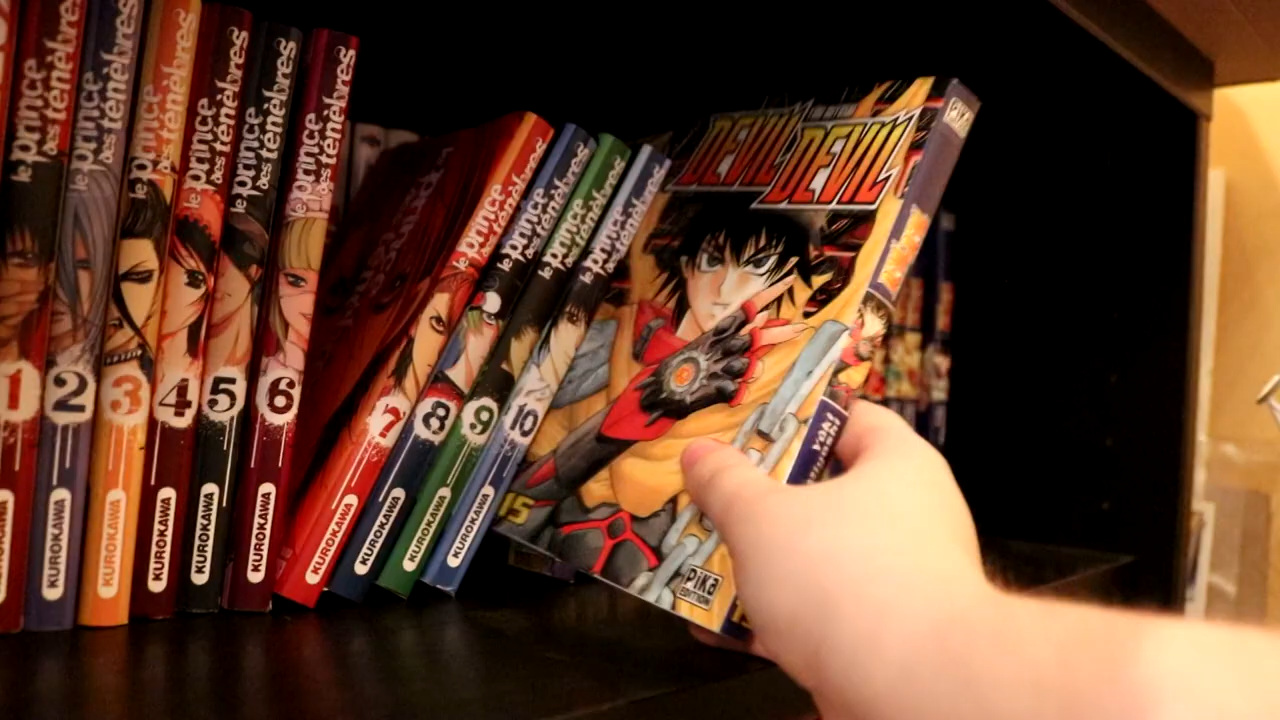 le prince des ténèbres
1
KUROKAWA
le prince des ténèbres
2
KUROKAWA
le prince des ténèbres
3
KUROKAWA
le prince des ténèbres
4
KUROKAWA
le prince des ténèbres
5
KUROKAWA
le prince des ténèbres
6
KUROKAWA
le prince des ténèbres
7
KUROKAWA
le prince des ténèbres
8
KUROKAWA
le prince des ténèbres
9
KUROKAWA
le prince des ténèbres
10
KUROKAWA
DEVIL
DEVIL
15
PiKa
EDITION
PiKa